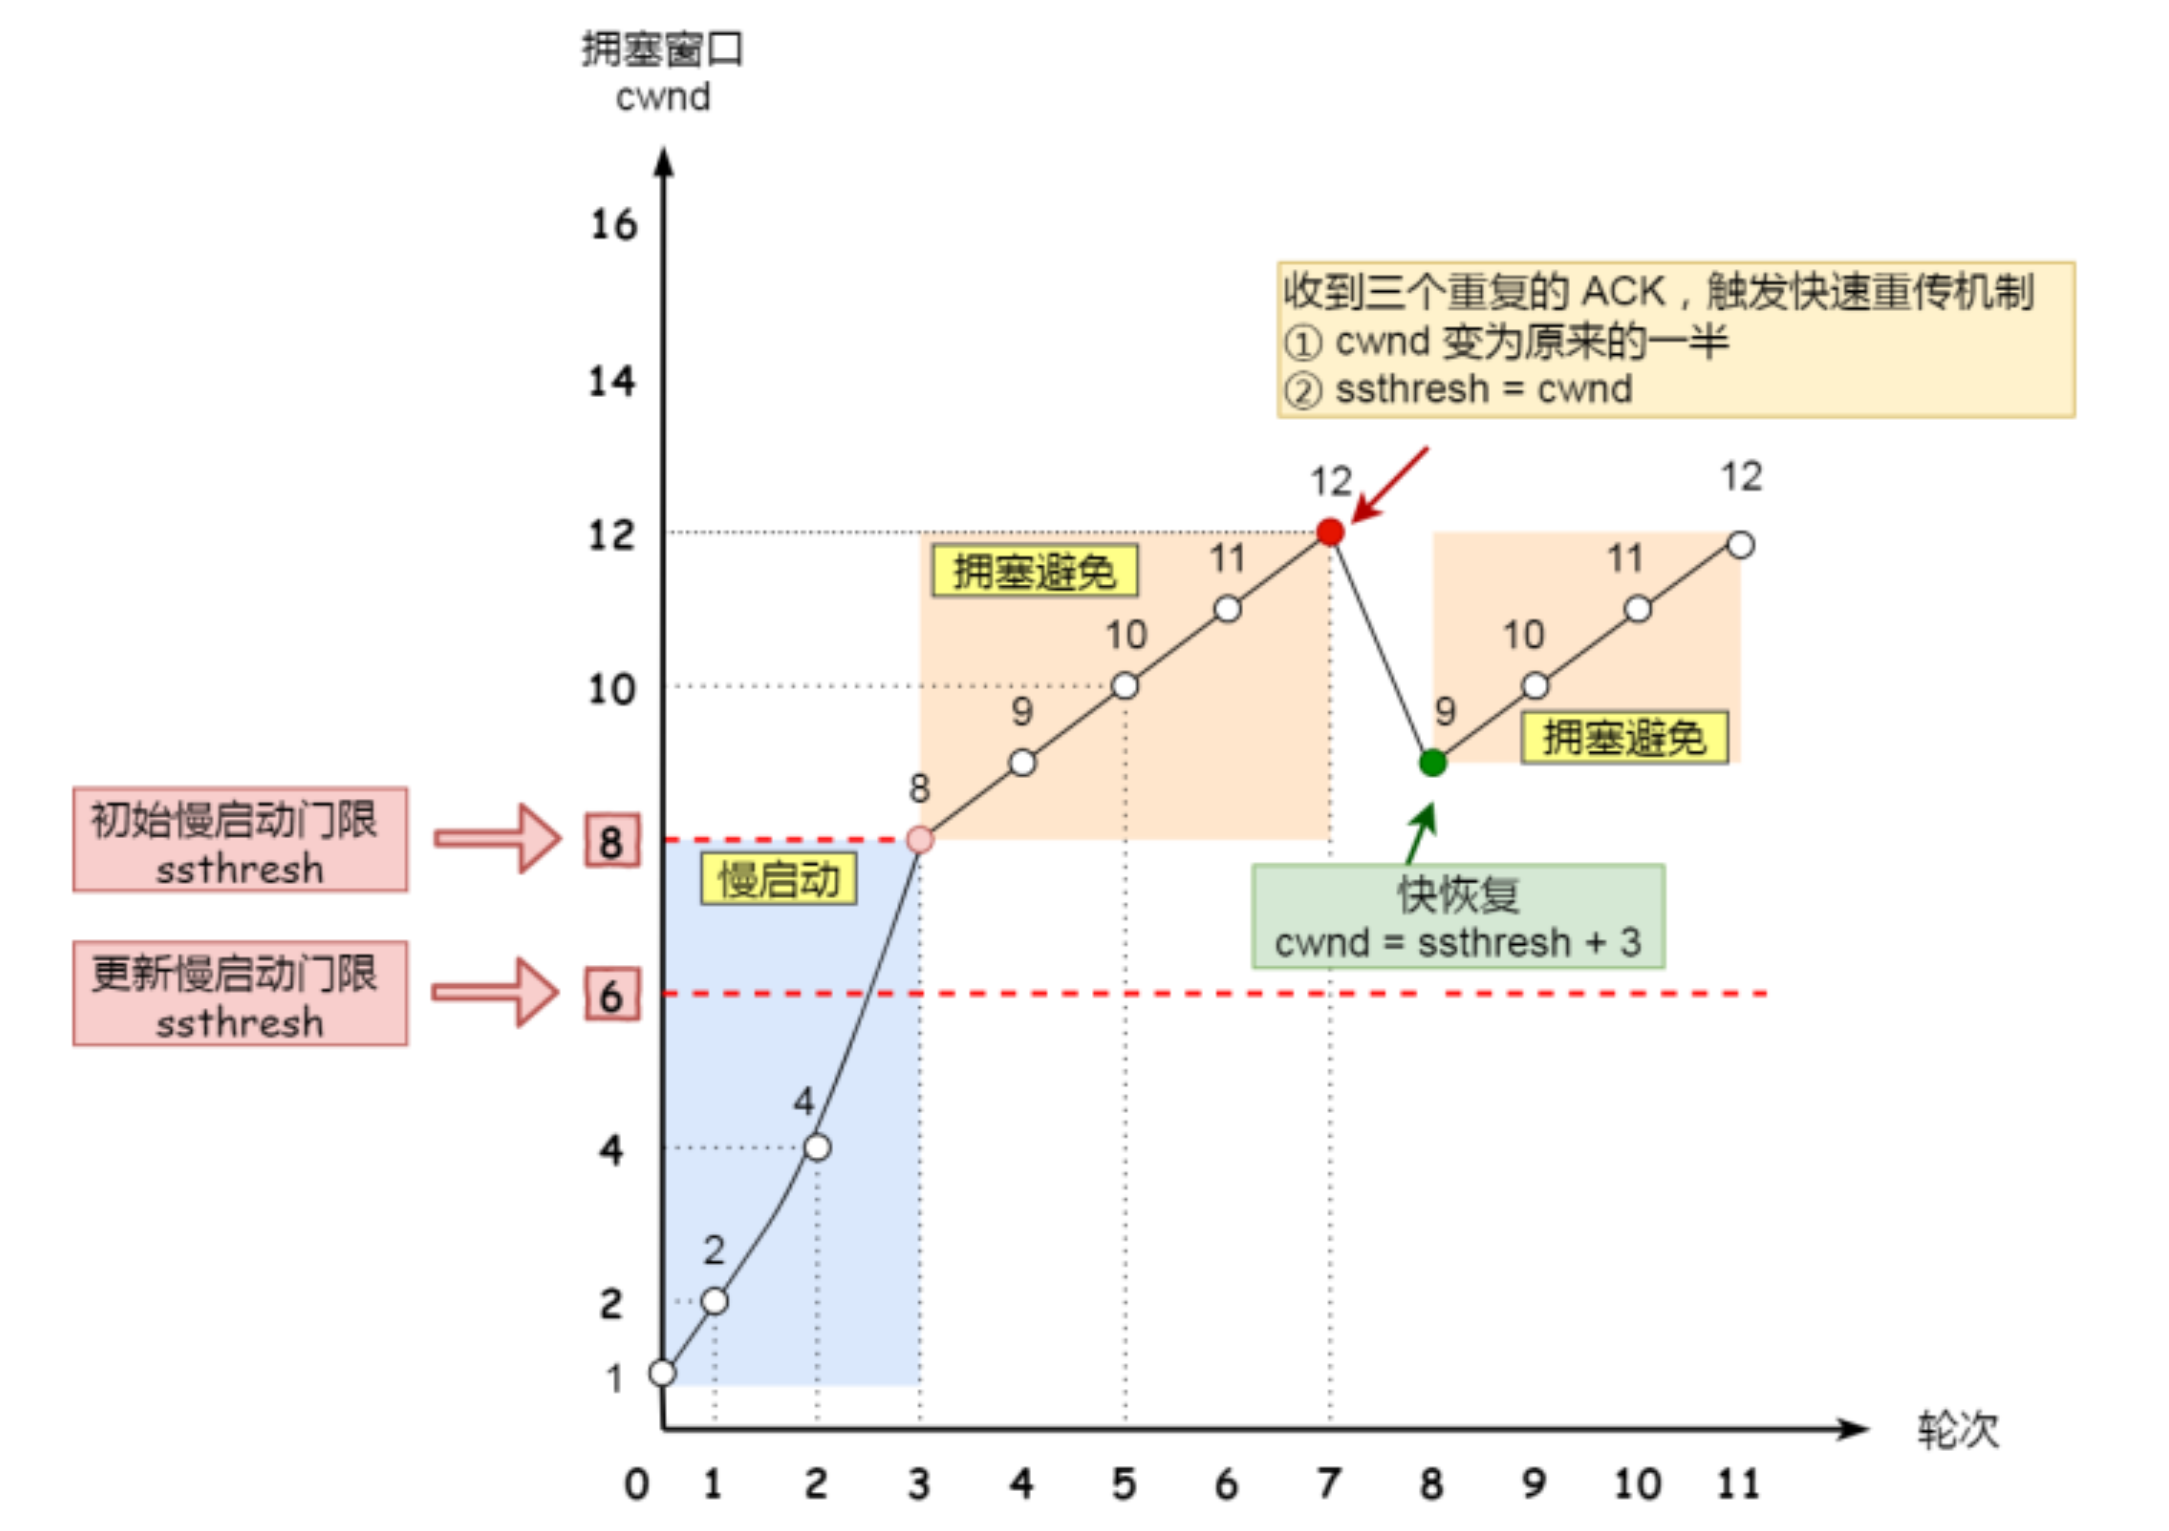 拥塞窗口
cwnd
16
收到三个重复的 ACK，触发快速重传机制
① cwnd 变为原来的一半
② ssthresh = cwnd
14
12
12
12
拥塞避免
11
11
10
10
10
9
9
拥塞避免
8
初始慢启动门限
ssthresh
8
慢启动
快恢复
cwnd = ssthresh + 3
更新慢启动门限
ssthresh
6
4
4
2
2
1
轮次
0 1 2 3 4 5 6 7 8 9 10 11